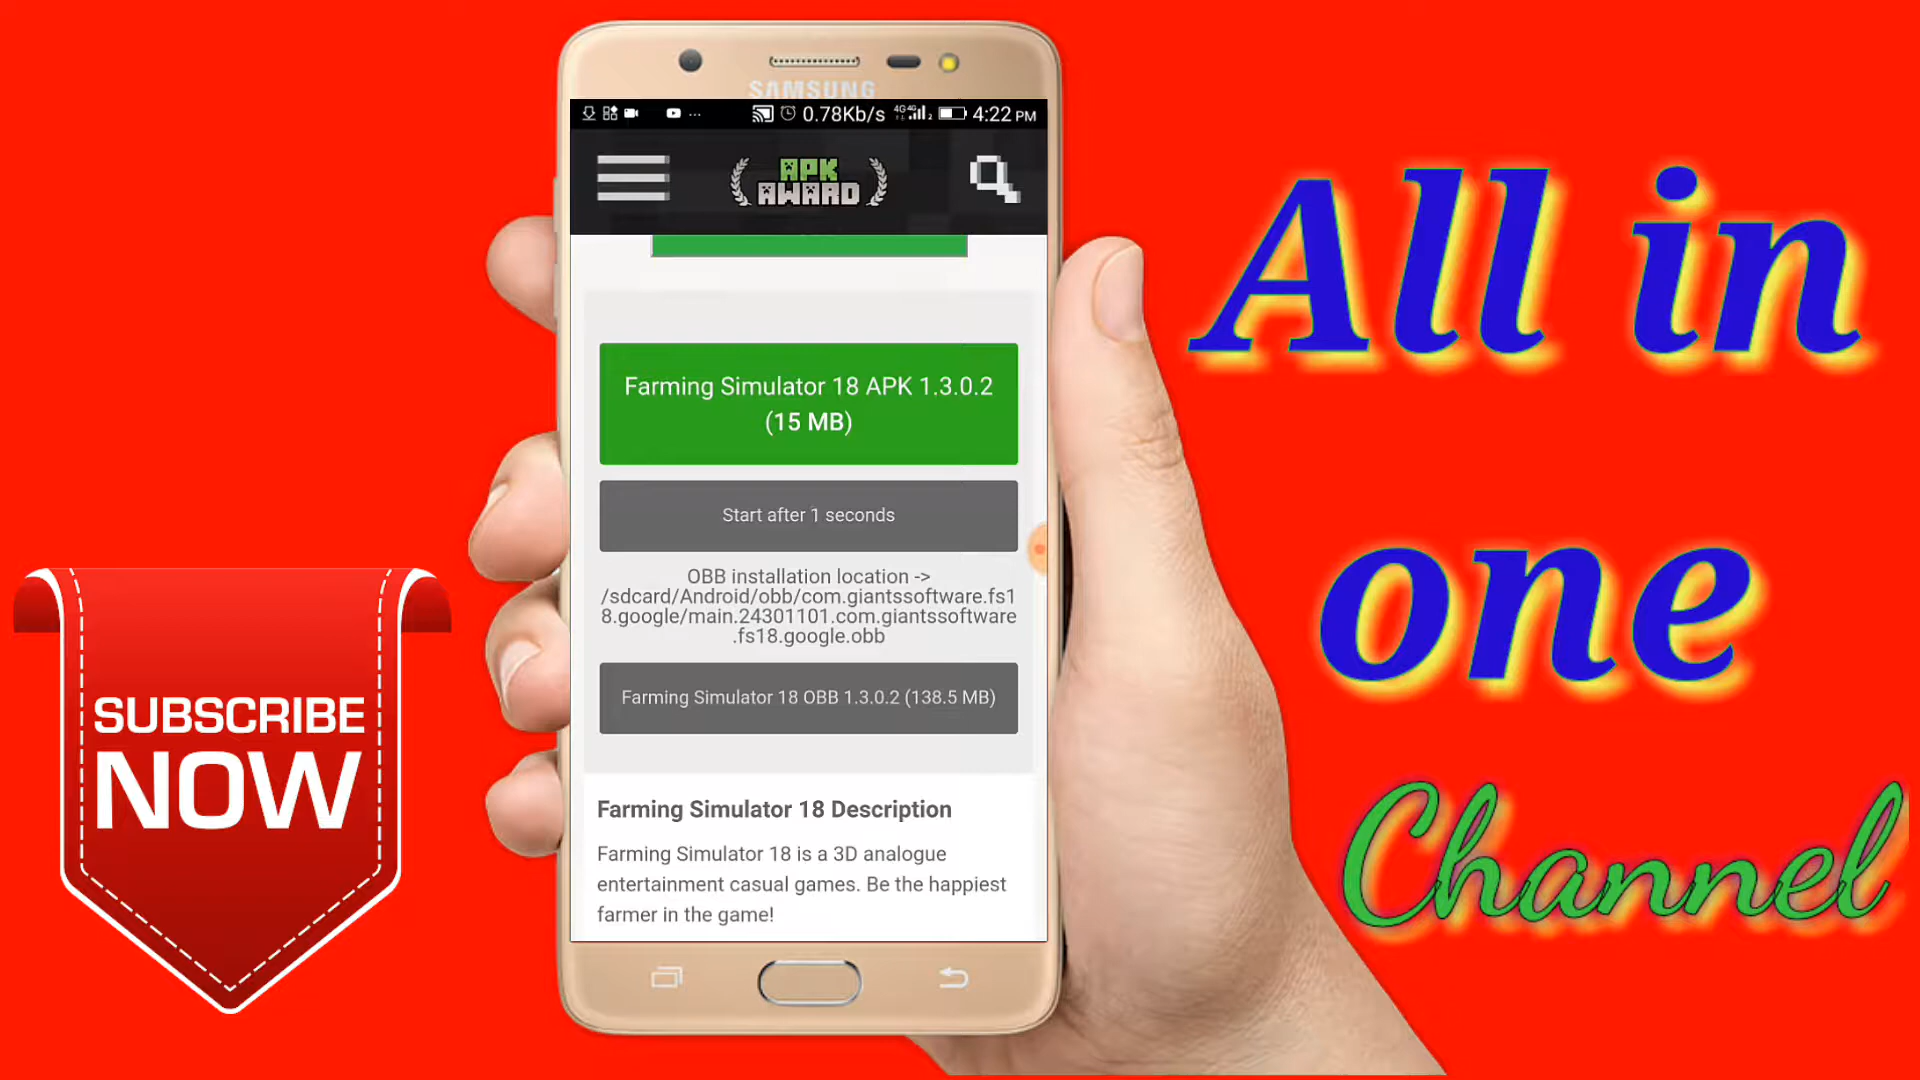 SAMSUNG
0.78Kb/s 4:22 PM
APK
AWARD
Farming Simulator 18 APK 1.3.0.2
(15 MB)
Start after 1 seconds
OBB installation location ->
/sdcard/Android/obb/com.giantssoftware.fs1
8.google/main.24301101.com.giantssoftware
.fs18.google.obb
Farming Simulator 18 OBB 1.3.0.2 (138.5 MB)
Farming Simulator 18 Description
Farming Simulator 18 is a 3D analogue
entertainment casual games. Be the happiest
farmer in the game!
SUBSCRIBE
NOW
All in
one
Channel